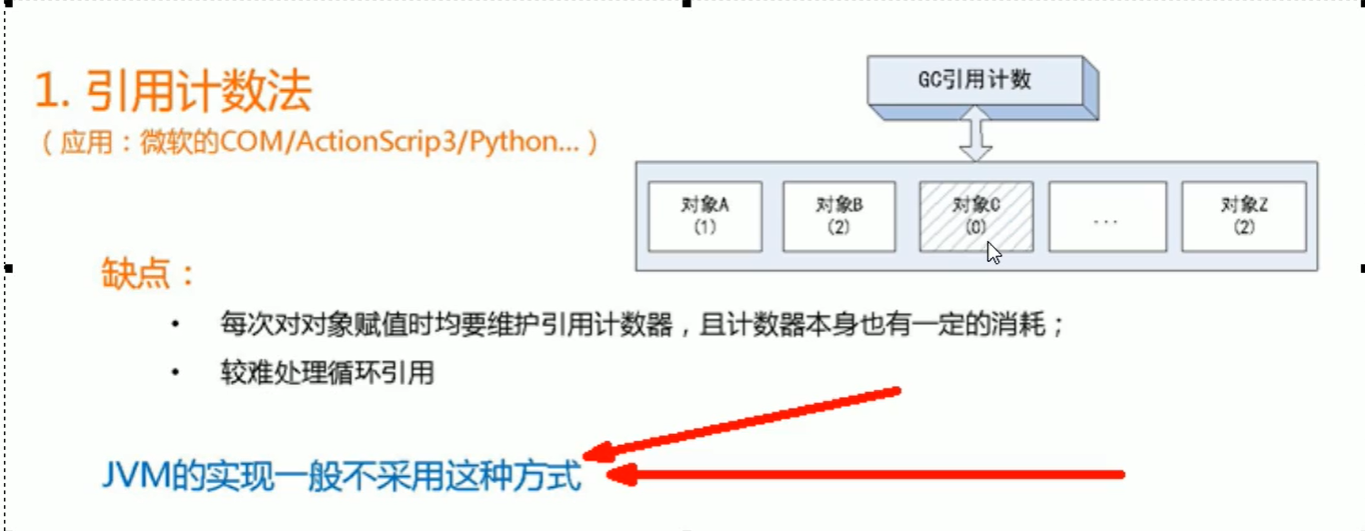 1. 引用计数法
（应用：微软的COM/ActionScrip3/Python...）
GC引用计数
对象A
(1)
对象B
(2)
对象C
(0)
...
对象Z
(2)
缺点：
• 每次对对象赋值时均要维护引用计数器，且计数器本身也有一定的消耗；
• 较难处理循环引用
JVM的实现一般不采用这种方式